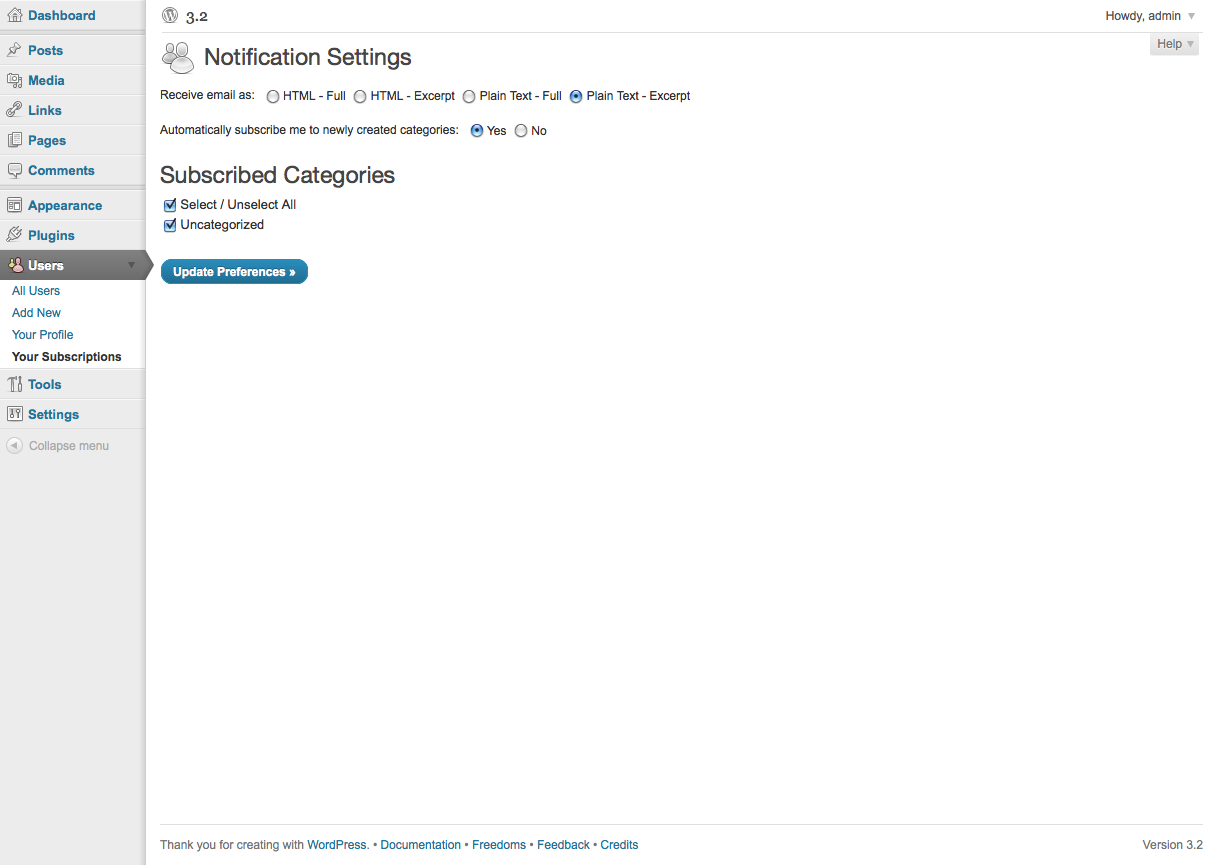 Dashboard
Posts
Media
Links
Pages
Comments
Appearance
Plugins
Users
All Users
Add New
Your Profile
Your Subscriptions
Tools
Settings
Collapse menu
3.2
Howdy, admin
Help
Notification Settings
Receive email as: HTML - Full HTML - Excerpt Plain Text - Full Plain Text - Excerpt
Automatically subscribe me to newly created categories: Yes No
Subscribed Categories
Select / Unselect All
Uncategorized
Update Preferences »
Thank you for creating with WordPress. • Documentation • Freedoms • Feedback • Credits
Version 3.2